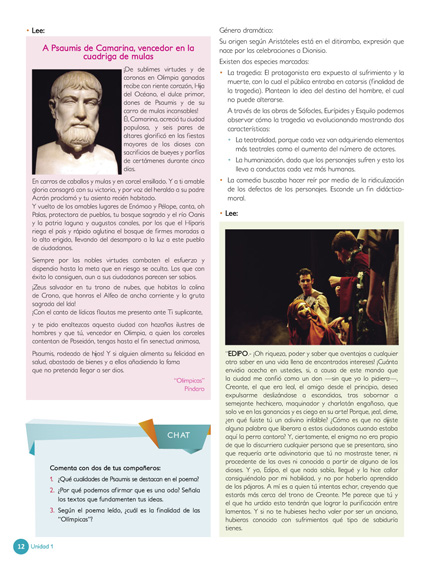 • Lee:
A Psaumis de Camarina, vencedor en la
cuadriga de mulas
¡De sublimes virtudes y de
coronas en Olimpia ganadas
recibe con riente corazón, Hija
del Océano, el dulce primor,
dones de Psaumis y de su
carro de mulas incansables!
Él, Camarina, acreció tu ciudad
populosa, y seis pares de
altares glorificó en las fiestas
mayores de los dioses con
sacrificios de bueyes y porfías
de certámenes durante cinco
días.
En carros de caballos y mulas y en corcel ensillado. Y a ti amable
gloria consagró con su victoria, y por voz del heraldo a su padre
Acrón proclamó y tu asiento recién habitado.
Y vuelto de los amables lugares de Enómao y Pélope, canta, oh
Palas, protectora de pueblos, tu bosque sagrado y el río Oanis
y la patria laguna y augustos canales, por los que el Hiparis
riega el país y rápido aglutina el bosque de firmes moradas a
lo alto erigido, llevando del desamparo a la luz a este pueblo
de ciudadanos.
Siempre por las nobles virtudes combaten el esfuerzo y
dispendio hasta la meta que en riesgo se oculta. Los que con
éxito la consiguen, aun a sus ciudadanos parecen ser sabios.
¡Zeus salvador en tu trono de nubes, que habitas la colina
de Crono, que honras el Alfeo de ancha corriente y la gruta
sagrada del Ida!
¡Con el canto de lídicas flautas me presento ante Ti suplicante,
y te pido enaltezcas aquesta ciudad con hazañas ilustres de
hombres y que tú, vencedor en Olimpia, a quien los corceles
contentan de Poseidón, tengas hasta el fin senectud animosa,
Psaumis, rodeado de hijos! Y si alguien alimenta su felicidad en
salud, abastado de bienes y a ellos añadiendo la fama
que no pretenda llegar a ser dios.
"Olímpicas"
Píndaro
CHAT
Comenta con dos de tus compañeros:
1. ¿Qué cualidades de Psaumis se destacan en el poema?
2. ¿Por qué podemos afirmar que es una oda? Señala
los textos que fundamenten tus ideas.
3. Según el poema leído, ¿cuál es la finalidad de las
"Olímpicas"?
12 Unidad 1
Género dramático:
Su origen según Aristóteles está en el ditirambo, expresión que
nace por las celebraciones a Dionisio.
Existen dos especies marcadas:
• La tragedia: El protagonista era expuesto al sufrimiento y la
muerte, con lo cual el público entraba en catarsis (finalidad de
la tragedia). Plantean la idea del destino del hombre, el cual
no puede alterarse.
A través de las obras de Sófocles, Eurípides y Esquilo podemos
observar cómo la tragedia va evolucionando mostrando dos
características:
◦ La teatralidad, porque cada vez van adquiriendo elementos
más teatrales como el aumento del número de actores.
◦ La humanización, dado que los personajes sufren y esto los
lleva a conductas cada vez más humanas.
• La comedia buscaba hacer reír por medio de la ridiculización
de los defectos de los personajes. Esconde un fin didáctico-
moral.
• Lee:
"EDIPO.- ¡Oh riqueza, poder y saber que aventajas a cualquier
otro saber en una vida llena de encontrados intereses! ¡Cuánta
envidia acecha en ustedes, si, a causa de este mando que
la ciudad me confió como un don —sin que yo lo pidiera—,
Creonte, el que era leal, el amigo desde el principio, desea
expulsarme deslizándose a escondidas, tras sobornar a
semejante hechicero, maquinador y charlatán engañoso, que
solo ve en las ganancias y es ciego en su arte! Porque, ¡ea!, dime,
¿en qué fuiste tú un adivino infalible? ¿Cómo es que no dijiste
alguna palabra que liberara a estos ciudadanos cuando estaba
aquí la perra cantora? Y, ciertamente, el enigma no era propio
de que lo discurriera cualquier persona que se presentara, sino
que requería arte adivinatoria que tú no mostraste tener, ni
procedente de las aves ni conocida a partir de alguno de los
dioses. Y yo, Edipo, el que nada sabía, llegué y la hice callar
consiguiéndolo por mi habilidad, y no por haberla aprendido
de los pájaros. A mí es a quien tú intentas echar, creyendo que
estarás más cerca del trono de Creonte. Me parece que tú y
el que ha urdido esto tendrán que lograr la purificación entre
lamentos. Y si no te hubieses hecho valer por ser un anciano,
hubieras conocido con sufrimientos qué tipo de sabiduría
tienes.